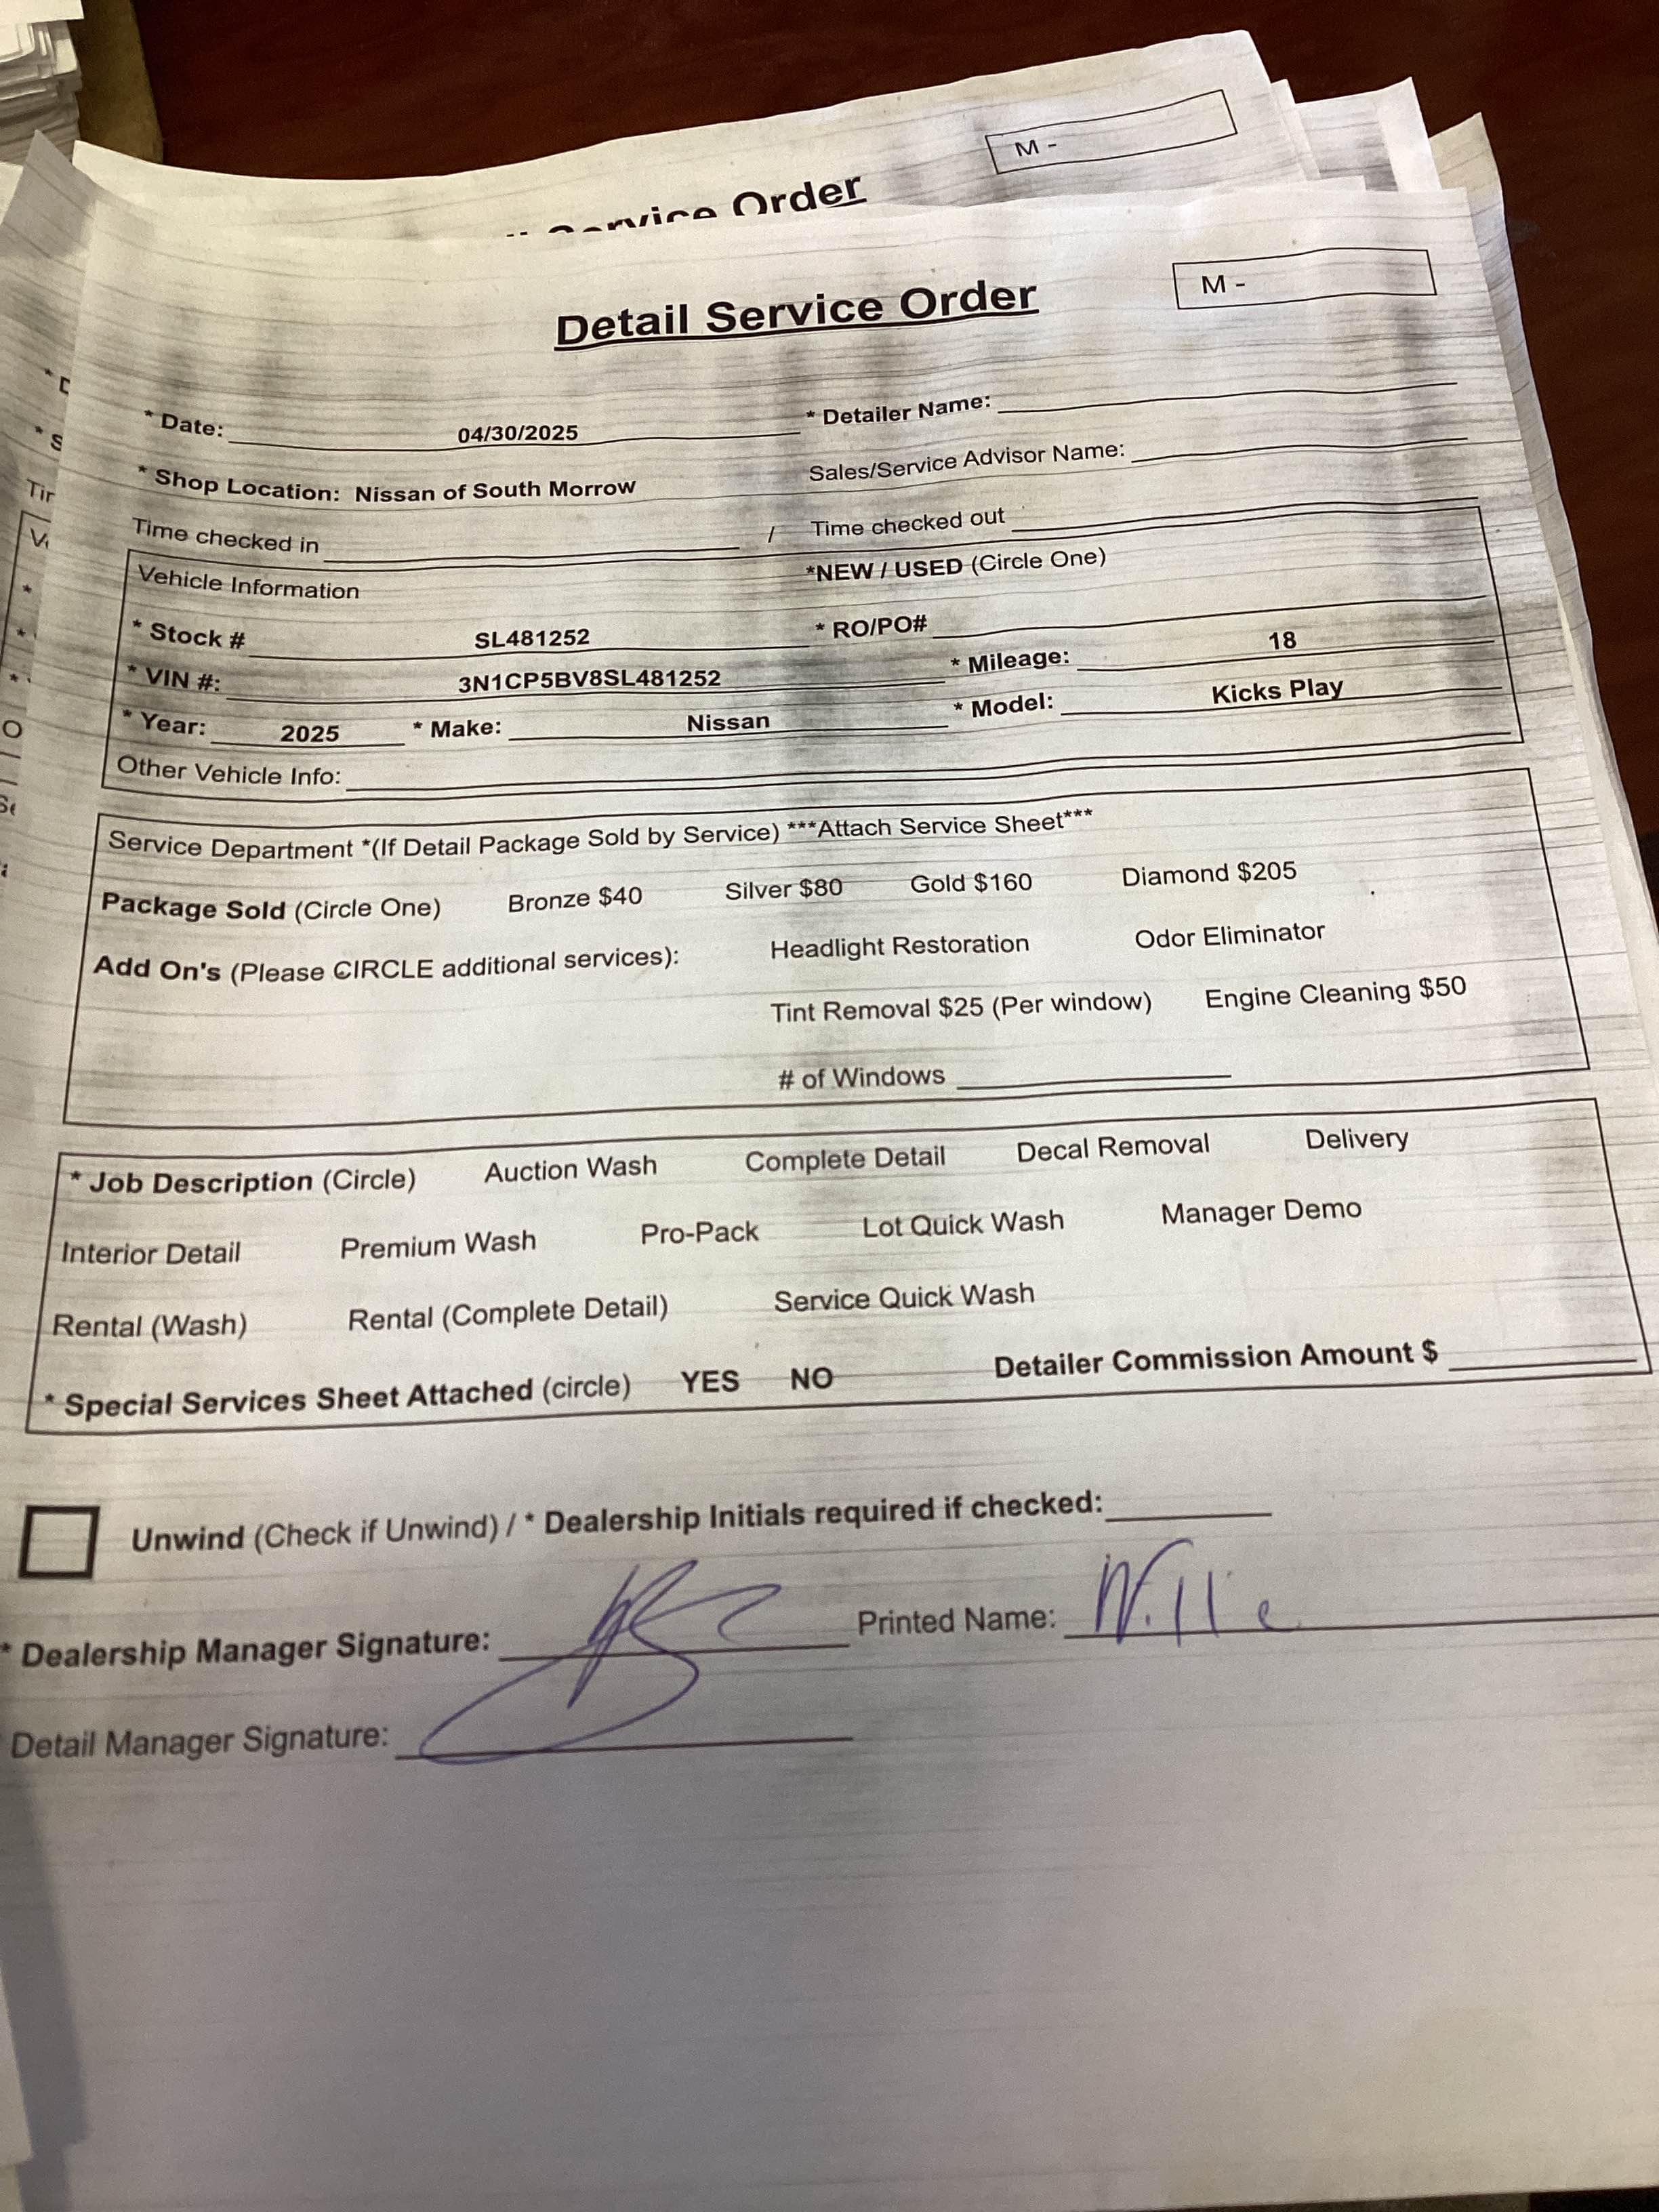 M -
Service Order
M -
Detail Service Order
* Date: 04/30/2025 * Detailer Name:
* Shop Location: Nissan of South Morrow Sales/Service Advisor Name:
Time checked in / Time checked out
Vehicle Information *NEW / USED (Circle One)
* Stock # SL481252 * RO/PO#
* VIN #: 3N1CP5BV8SL481252 * Mileage: 18
* Year: 2025 * Make: Nissan * Model: Kicks Play
Other Vehicle Info:
Service Department *(If Detail Package Sold by Service) ***Attach Service Sheet***
Package Sold (Circle One) Bronze $40 Silver $80 Gold $160 Diamond $205
Add On's (Please CIRCLE additional services): Headlight Restoration Odor Eliminator
Tint Removal $25 (Per window) Engine Cleaning $50
# of Windows
* Job Description (Circle) Auction Wash Complete Detail Decal Removal Delivery
Interior Detail Premium Wash Pro-Pack Lot Quick Wash Manager Demo
Rental (Wash) Rental (Complete Detail) Service Quick Wash
* Special Services Sheet Attached (circle) YES NO Detailer Commission Amount $
Unwind (Check if Unwind) / * Dealership Initials required if checked:
* Dealership Manager Signature: Printed Name: Willie
Detail Manager Signature: